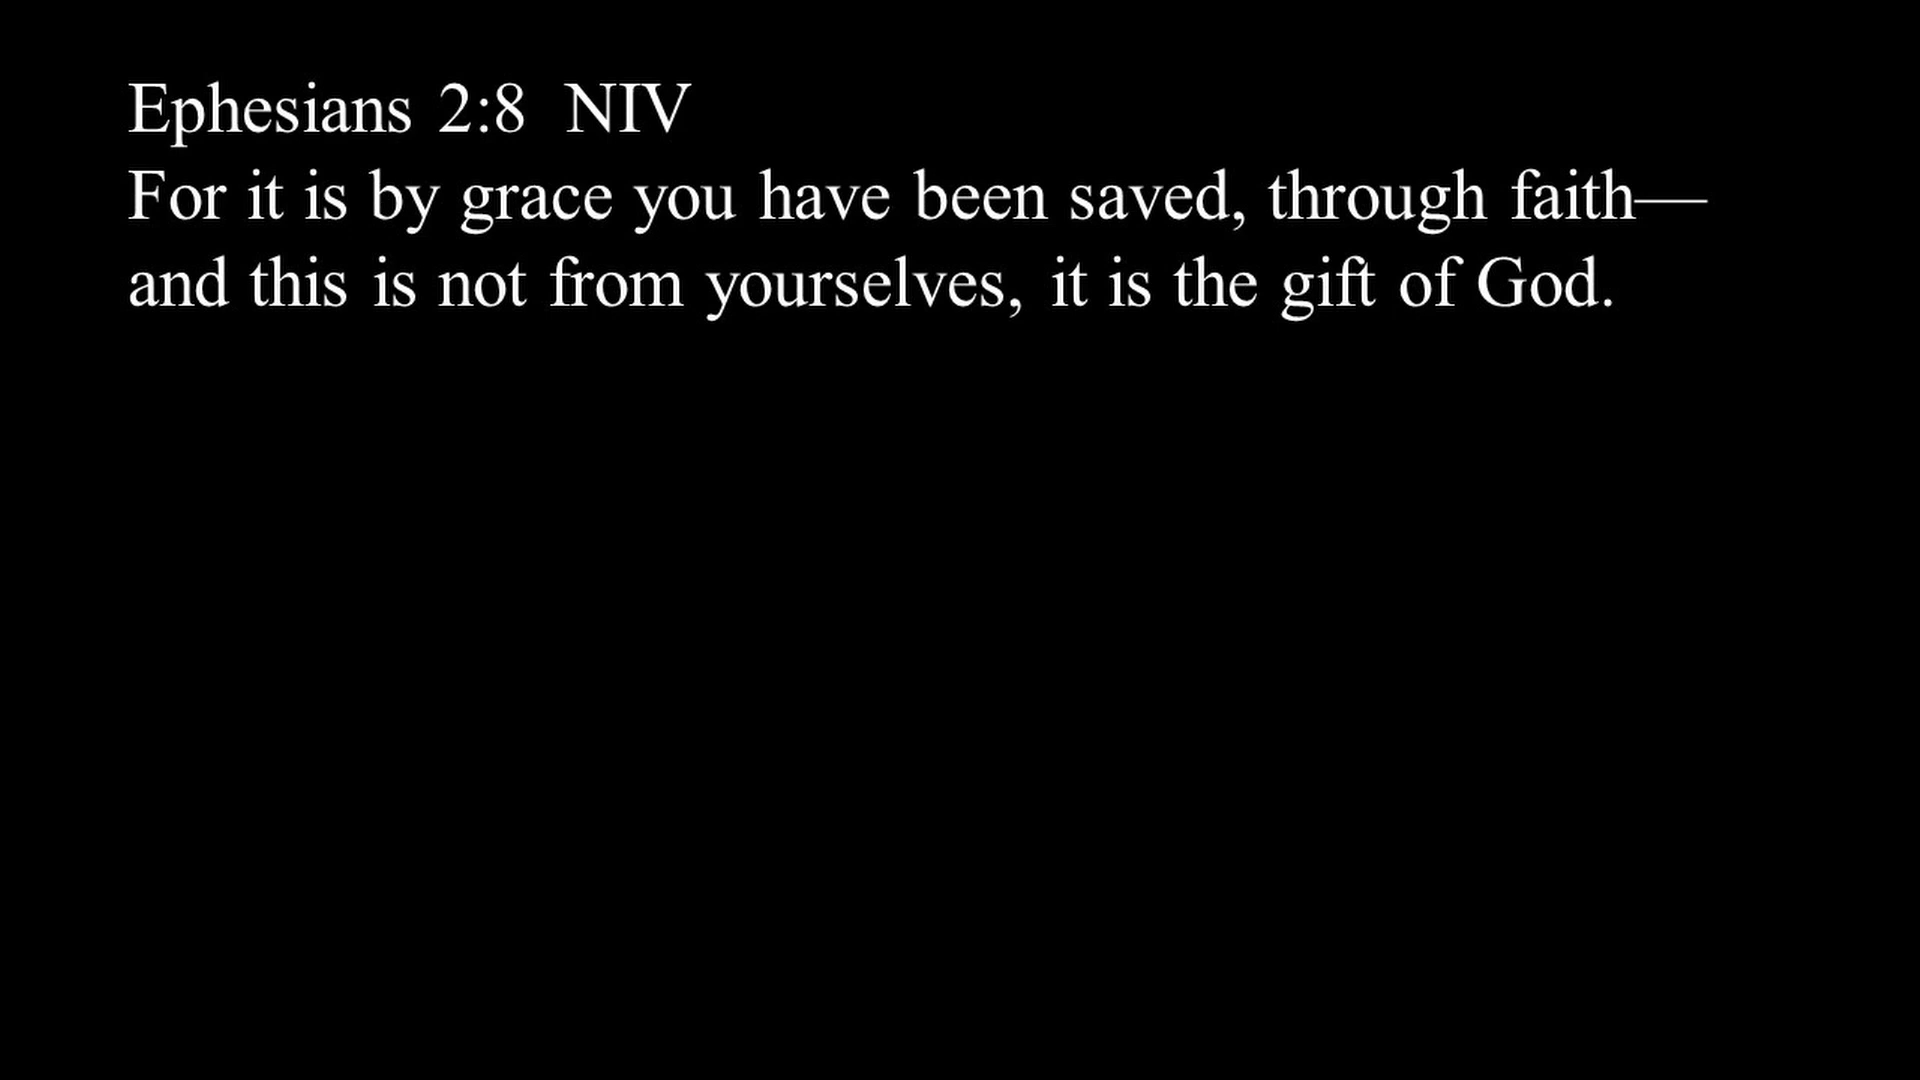 Ephesians 2:8 NIV
For it is by grace you have been saved, through faith—
and this is not from yourselves, it is the gift of God.